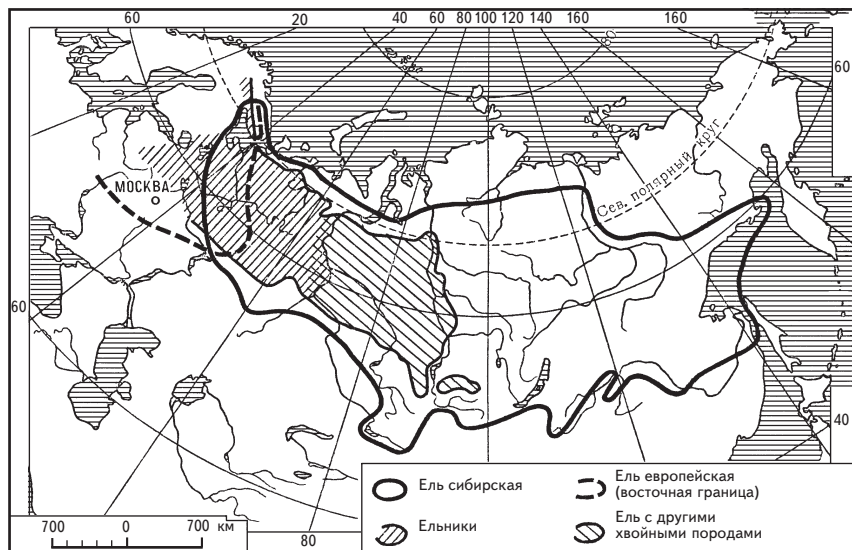 60 20 40 60 80 100 120 140 160 160
80
60
МОСКВА
Сев. полярный круг
60
40
Ель сибирская
Ель европейская
(восточная граница)
Ельники
Ель с другими
хвойными породами
700 0 700 км
80